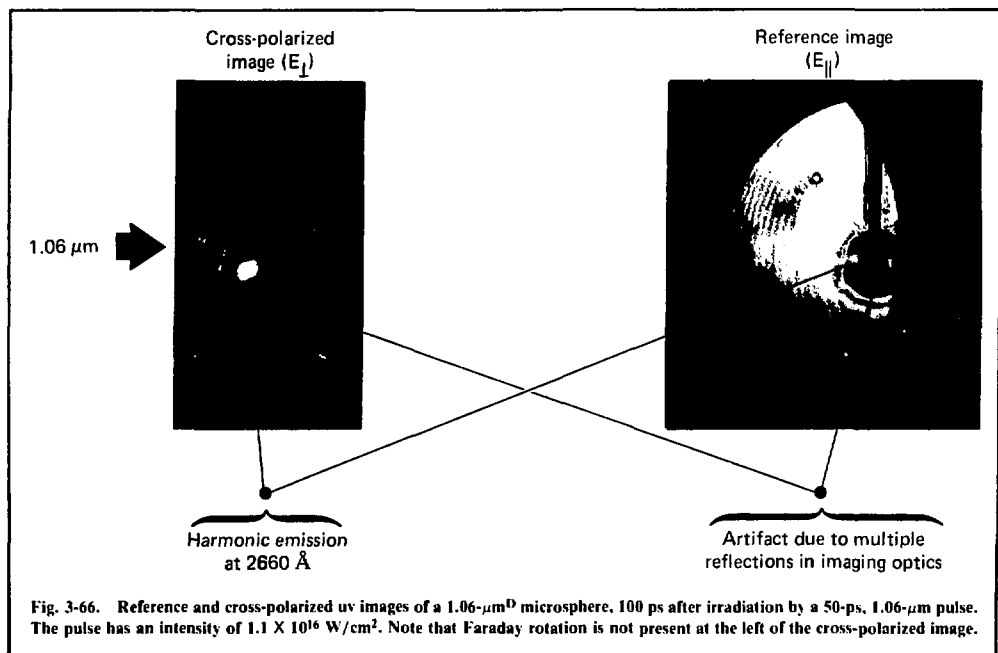 Cross-polarized
image (E⊥)
Reference image
(E||)
1.06 μm
Harmonic emission
at 2660 Å
Artifact due to multiple
reflections in imaging optics
Fig. 3-66. Reference and cross-polarized uv images of a 1.06-μmᴰ microsphere, 100 ps after irradiation by a 50-ps, 1.06-μm pulse.
The pulse has an intensity of 1.1 X 10¹⁶ W/cm². Note that Faraday rotation is not present at the left of the cross-polarized image.